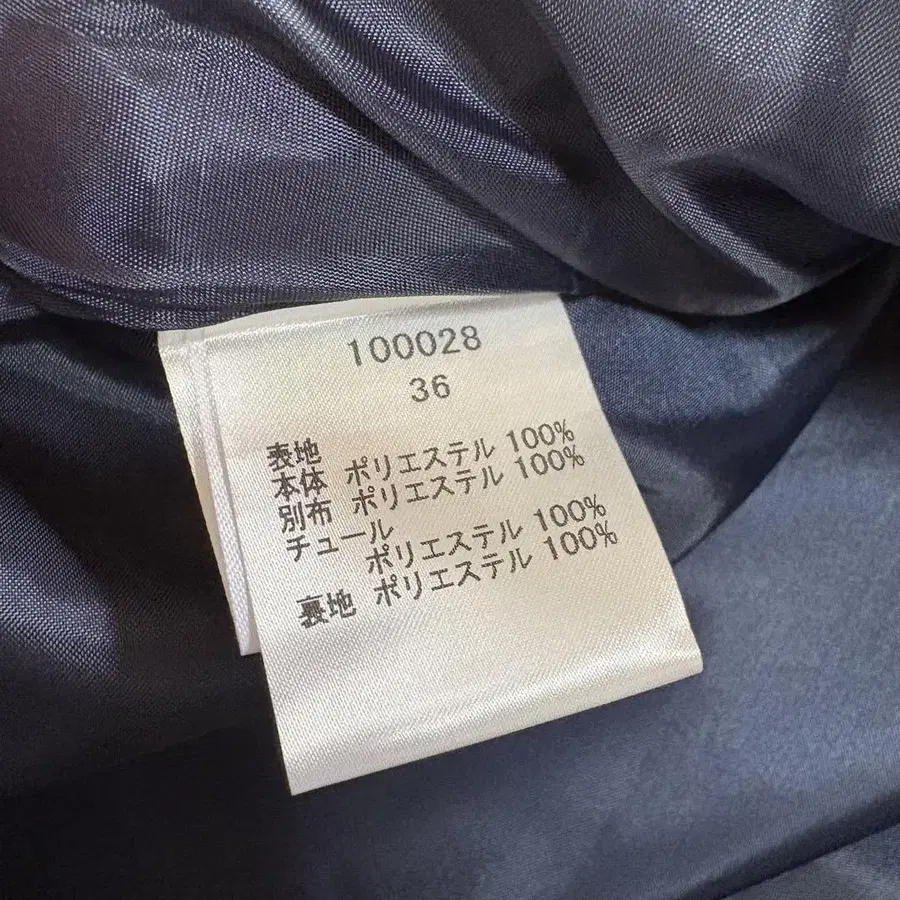 100028
36
表地
本体 ポリエステル 100%
別布 ポリエステル 100%
チュール
ポリエステル 100%
裏地 ポリエステル 100%